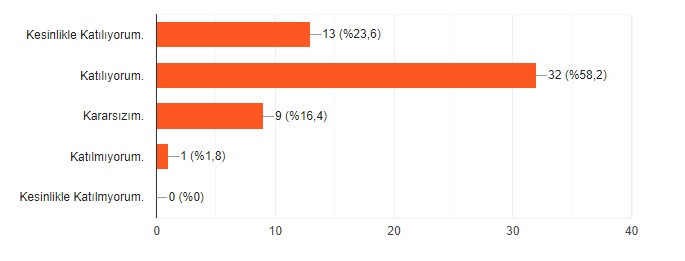 Kesinlikle Katılıyorum.
13 (%23,6)
Katılıyorum.
32 (%58,2)
Kararsızım.
9 (%16,4)
Katılmıyorum.
1 (%1,8)
Kesinlikle Katılmyorum.
0 (%0)
0 10 20 30 40